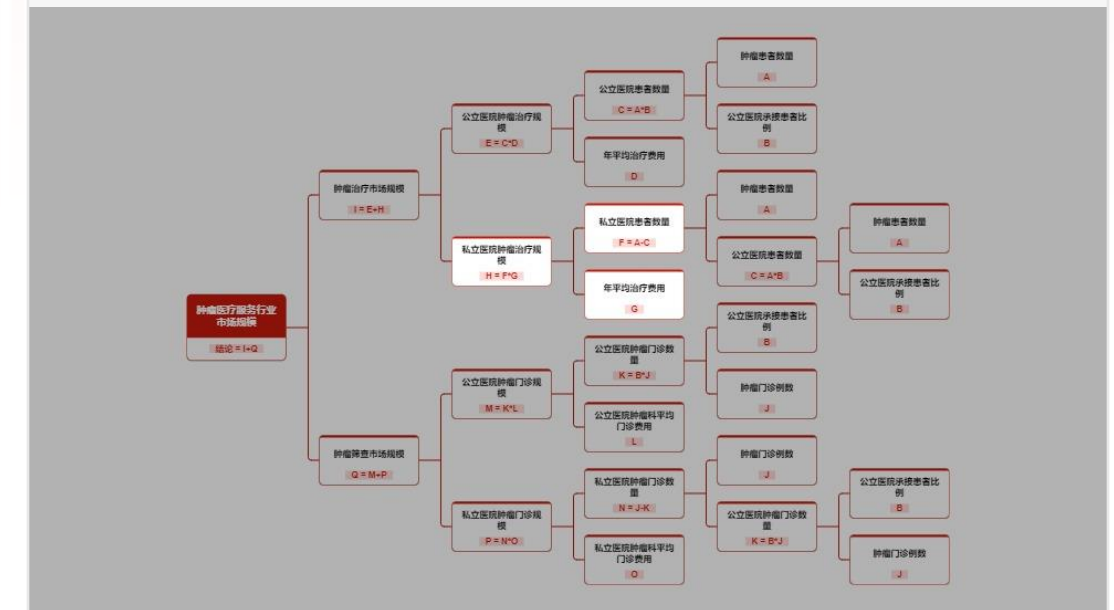 肿瘤患者数量
A
公立医院患者数量
C = A*B
公立医院承接患者比
例
B
公立医院肿瘤治疗规
模
E = C*D
年平均治疗费用
D
肿瘤治疗市场规模
I = E+H
私立医院患者数量
F = A-C
肿瘤患者数量
A
公立医院患者数量
C = A*B
肿瘤患者数量
A
公立医院承接患者比
例
B
私立医院肿瘤治疗规
模
H = F*G
年平均治疗费用
G
肿瘤医疗服务行业
市场规模
结论 = I+Q
公立医院肿瘤门诊规
模
M = K*L
公立医院肿瘤门诊数
量
K = B*J
公立医院承接患者比
例
B
肿瘤门诊例数
J
公立医院肿瘤科平均
门诊费用
L
肿瘤筛查市场规模
Q = M+P
私立医院肿瘤门诊规
模
P = N*O
私立医院肿瘤门诊数
量
N = J-K
肿瘤门诊例数
J
公立医院肿瘤门诊数
量
K = B*J
公立医院承接患者比
例
B
肿瘤门诊例数
J
私立医院肿瘤科平均
门诊费用
O